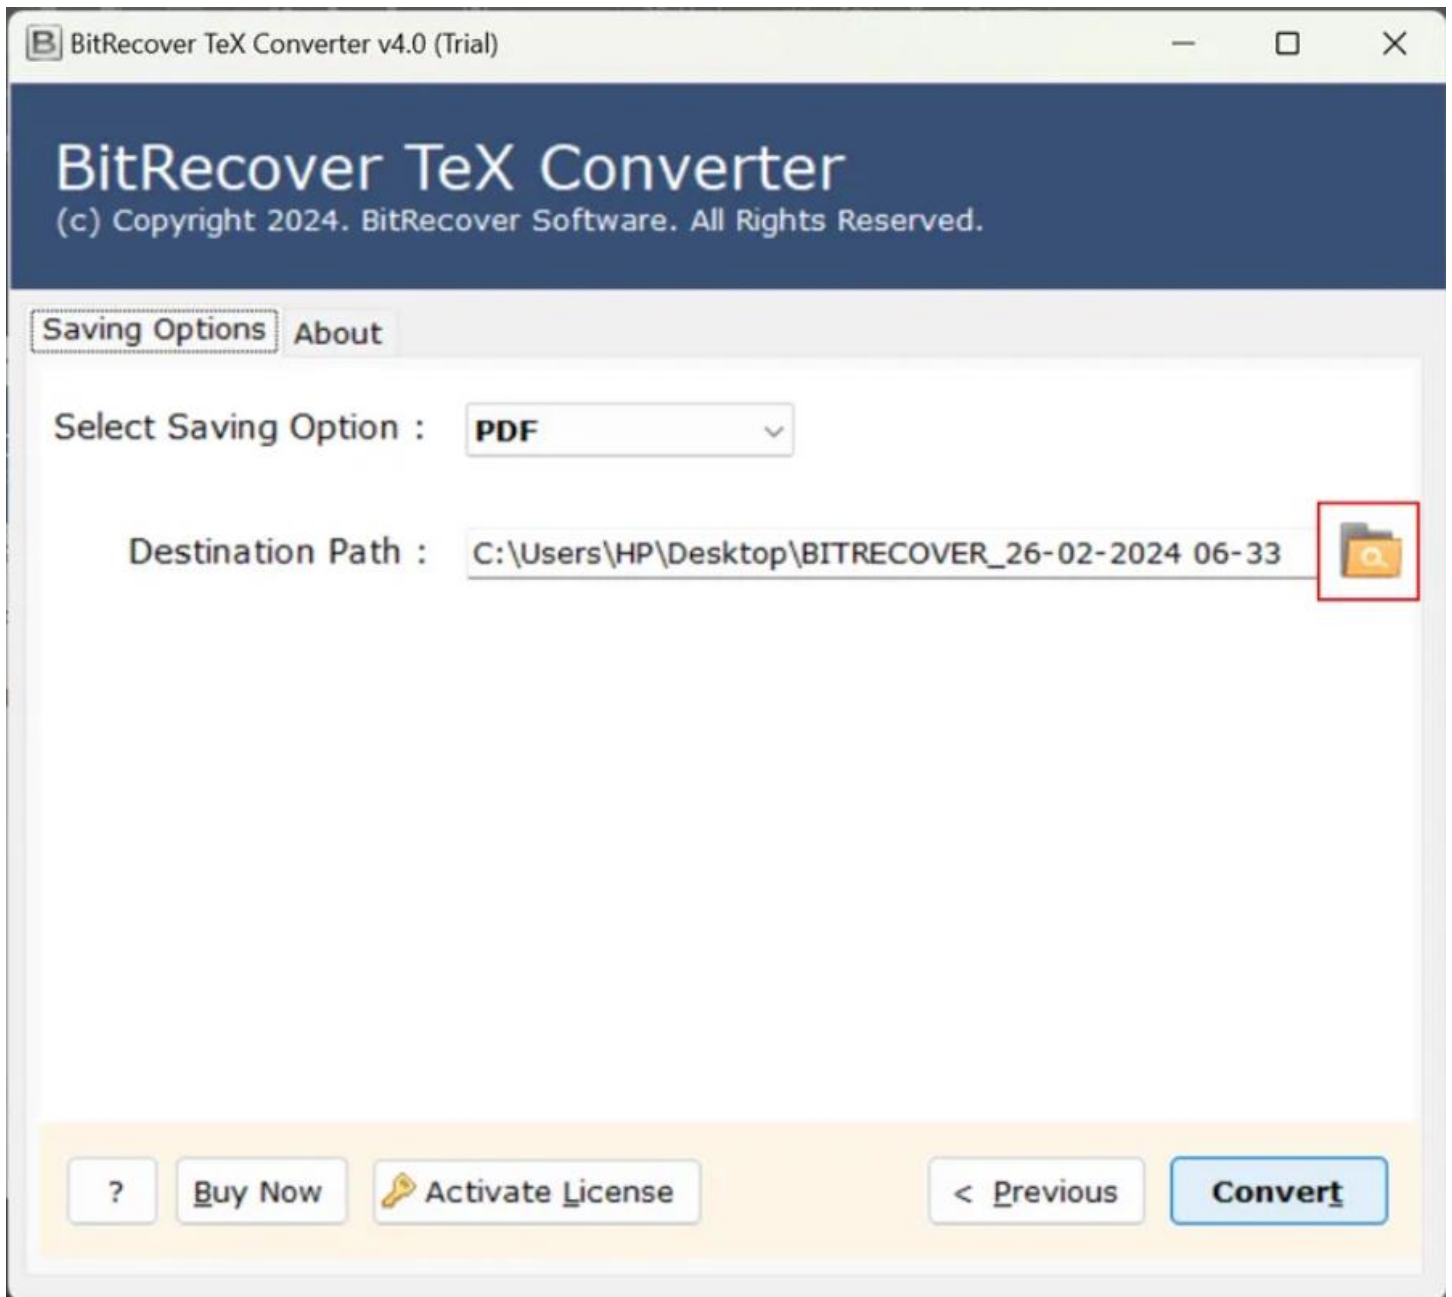 BitRecover TeX Converter v4.0 (Trial)
BitRecover TeX Converter
(c) Copyright 2024. BitRecover Software. All Rights Reserved.
Saving Options About
Select Saving Option : PDF
Destination Path : C:\Users\HP\Desktop\BITRECOVER_26-02-2024 06-33
? Buy Now Activate License < Previous Convert